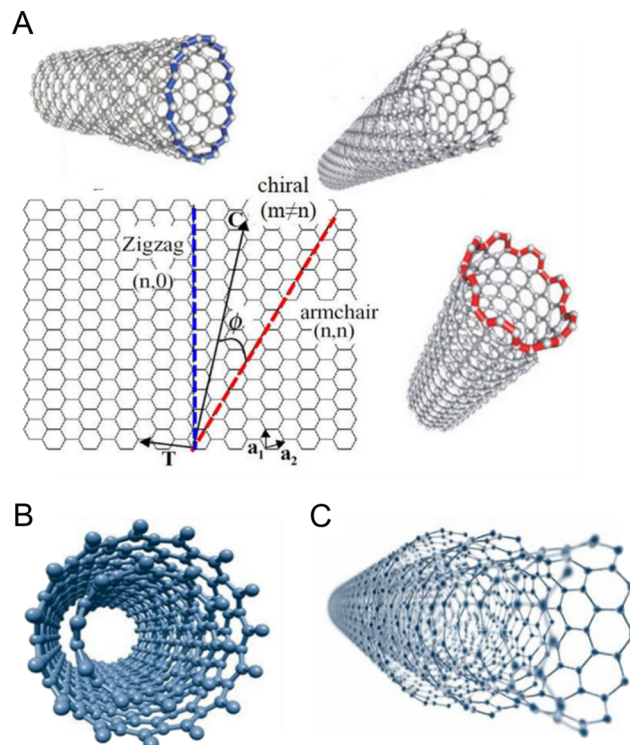 A
chiral
(m≠n)
C
Zigzag
(n,0)
armchair
(n,n)
ϕ
T
a1
a2
B
C